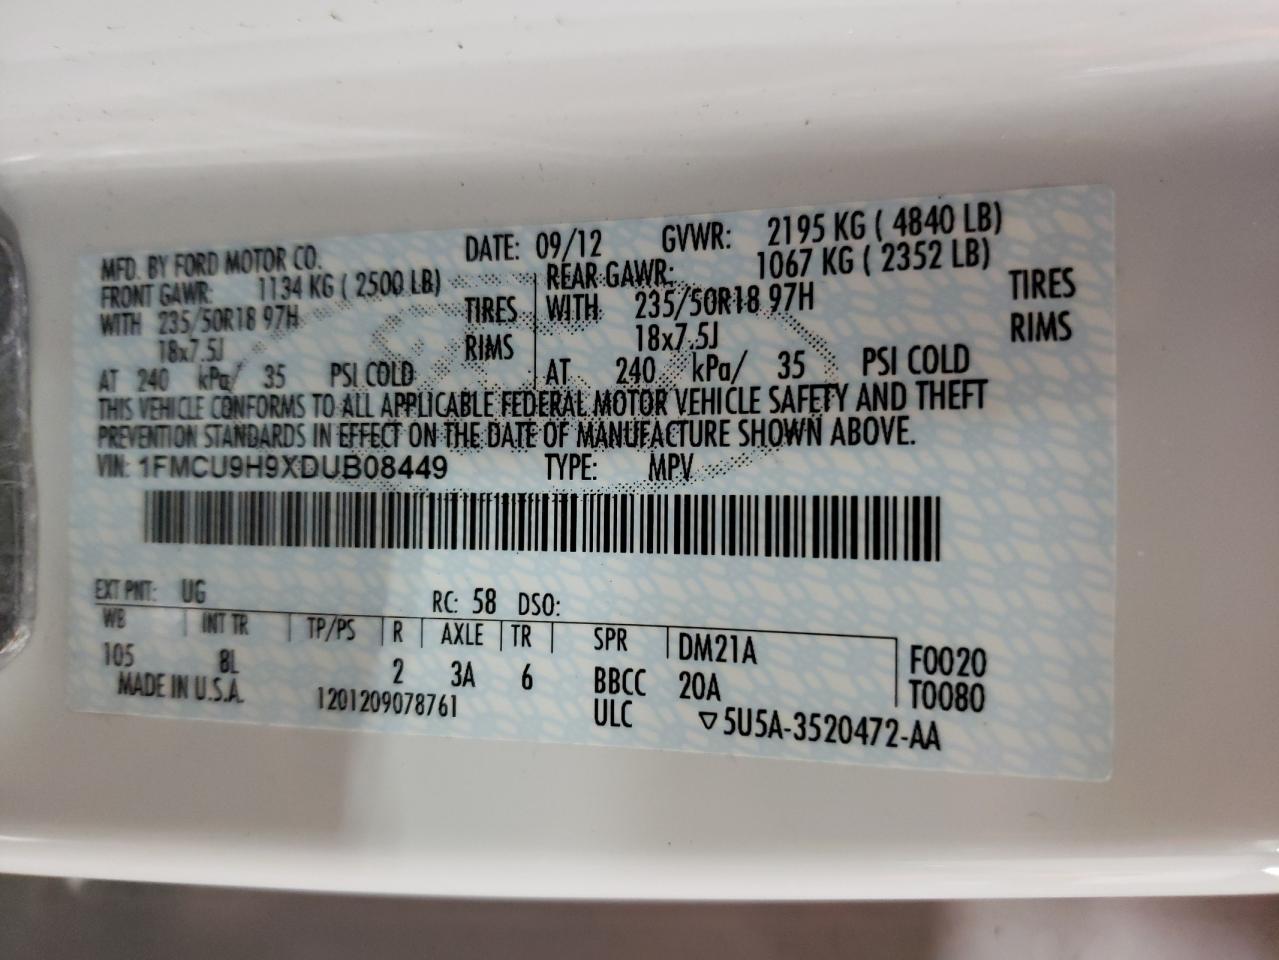 MFD. BY FORD MOTOR CO. DATE: 09/12 GVWR: 2195 KG ( 4840 LB)
FRONT GAWR: 1134 KG ( 2500 LB) REAR GAWR: 1067 KG ( 2352 LB)
WITH 235/50R18 97H TIRES WITH 235/50R18 97H TIRES
18x7.5J RIMS 18x7.5J RIMS
AT 240 kPa/ 35 PSI COLD AT 240 kPa/ 35 PSI COLD
THIS VEHICLE CONFORMS TO ALL APPLICABLE FEDERAL MOTOR VEHICLE SAFETY AND THEFT
PREVENTION STANDARDS IN EFFECT ON THE DATE OF MANUFACTURE SHOWN ABOVE.
VIN: 1FMCU9H9XDUB08449 TYPE: MPV
EXT PNT: UG RC: 58 DSO:
WB INT TR TP/PS R AXLE TR SPR DM21A F0020
105 8L 2 3A 6 BBCC 20A T0080
MADE IN U.S.A. 1201209078761 ULC ▽5U5A-3520472-AA